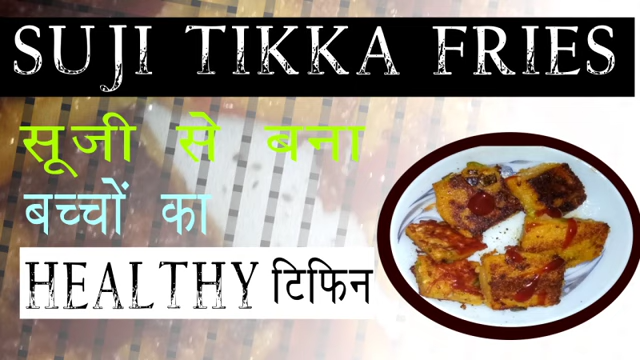 SUJI TIKKA FRIES
सूजी से बना
बच्चों का
HEALTHY टिफिन